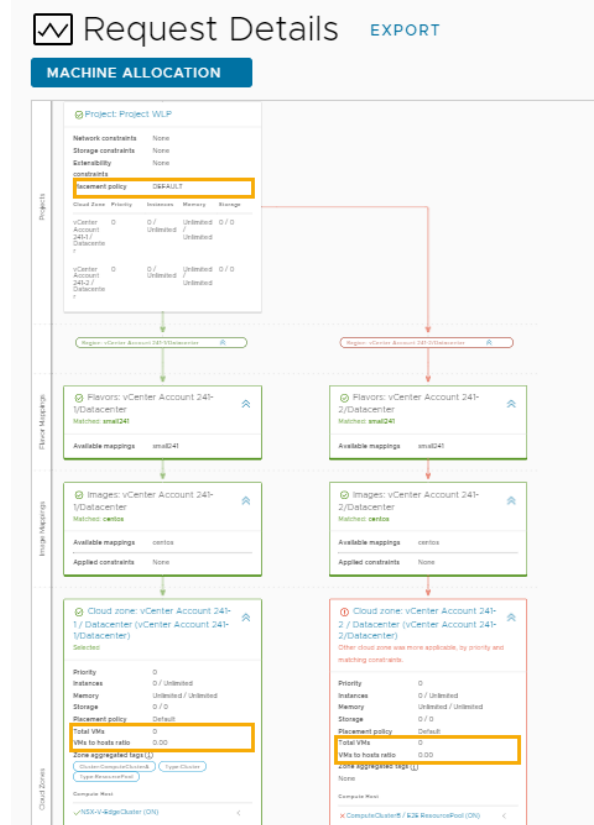 Request Details EXPORT
MACHINE ALLOCATION
Projects
Project: Project WLP
Network constraints None
Storage constraints None
Extensibility constraints None
Placement policy DEFAULT
Cloud Zone Priority Instances Memory Storage
vCenter Account 241-1 / Datacenter 0 0 / Unlimited Unlimited / Unlimited 0 / 0
vCenter Account 241-2 / Datacenter 0 0 / Unlimited Unlimited / Unlimited 0 / 0
Region: vCenter Account 241-1/Datacenter
Region: vCenter Account 241-2/Datacenter
Flavor Mappings
Flavors: vCenter Account 241-
1/Datacenter
Matched: small241
Available mappings small241
Flavors: vCenter Account 241-
2/Datacenter
Matched: small241
Available mappings small241
Image Mappings
Images: vCenter Account 241-
1/Datacenter
Matched: centos
Available mappings centos
Applied constraints None
Images: vCenter Account 241-
2/Datacenter
Matched: centos
Available mappings centos
Applied constraints None
Cloud Zones
Cloud zone: vCenter Account 241-
1 / Datacenter (vCenter Account 241-
1/Datacenter)
Selected
Priority 0
Instances 0 / Unlimited
Memory Unlimited / Unlimited
Storage 0 / 0
Placement policy Default
Total VMs 0
VMs to hosts ratio 0.00
Zone aggregated tags
Cluster:ComputeClusterA Type:Cluster
Type:ResourcePool
Compute Host
NSX-V-EdgeCluster (ON)
Cloud zone: vCenter Account 241-
2 / Datacenter (vCenter Account 241-
2/Datacenter)
Other cloud zone was more applicable, by priority and
matching constraints.
Priority 0
Instances 0 / Unlimited
Memory Unlimited / Unlimited
Storage 0 / 0
Placement policy Default
Total VMs 0
VMs to hosts ratio 0.00
Zone aggregated tags
None
Compute Host
ComputeClusterB / E2E ResourcePool (ON)